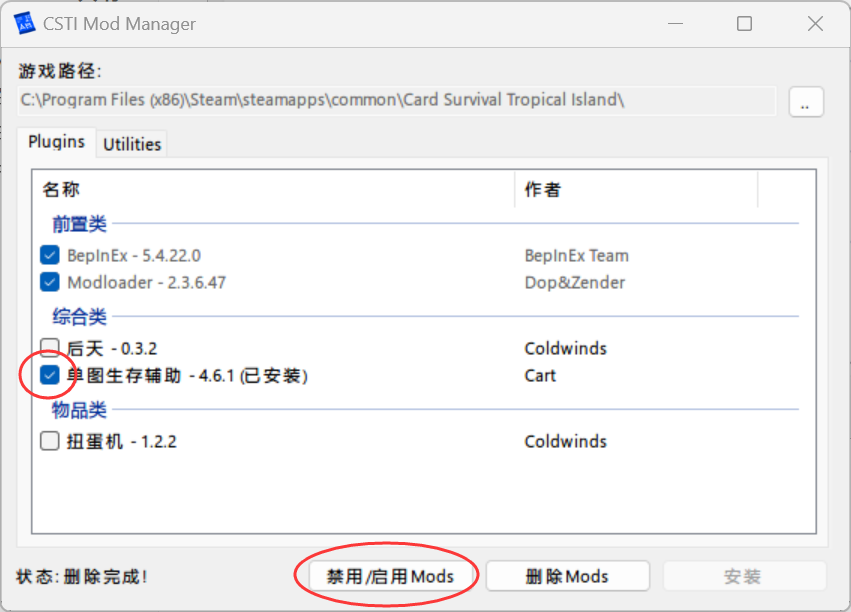 CSTI Mod Manager
游戏路径:
C:\Program Files (x86)\Steam\steamapps\common\Card Survival Tropical Island\
..
Plugins Utilities
名称 作者
前置类
BepInEx - 5.4.22.0 BepInEx Team
Modloader - 2.3.6.47 Dop&Zender
综合类
后天 - 0.3.2 Coldwinds
单图生存辅助 - 4.6.1 (已安装) Cart
物品类
扭蛋机 - 1.2.2 Coldwinds
状态: 删除完成! 禁用/启用Mods 删除Mods 安装